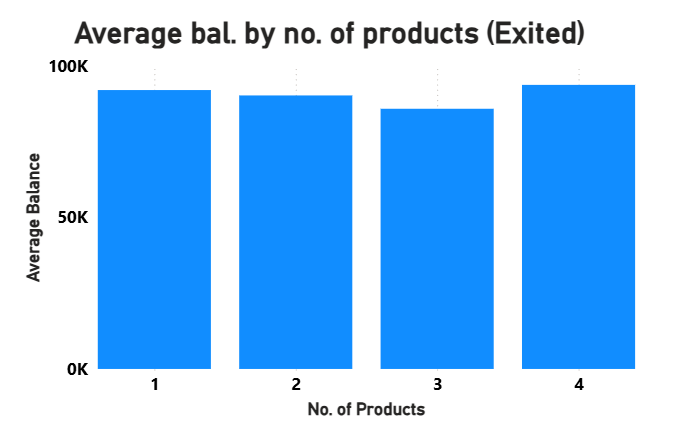 Average bal. by no. of products (Exited)
100K
50K
0K
Average Balance
1 2 3 4
No. of Products